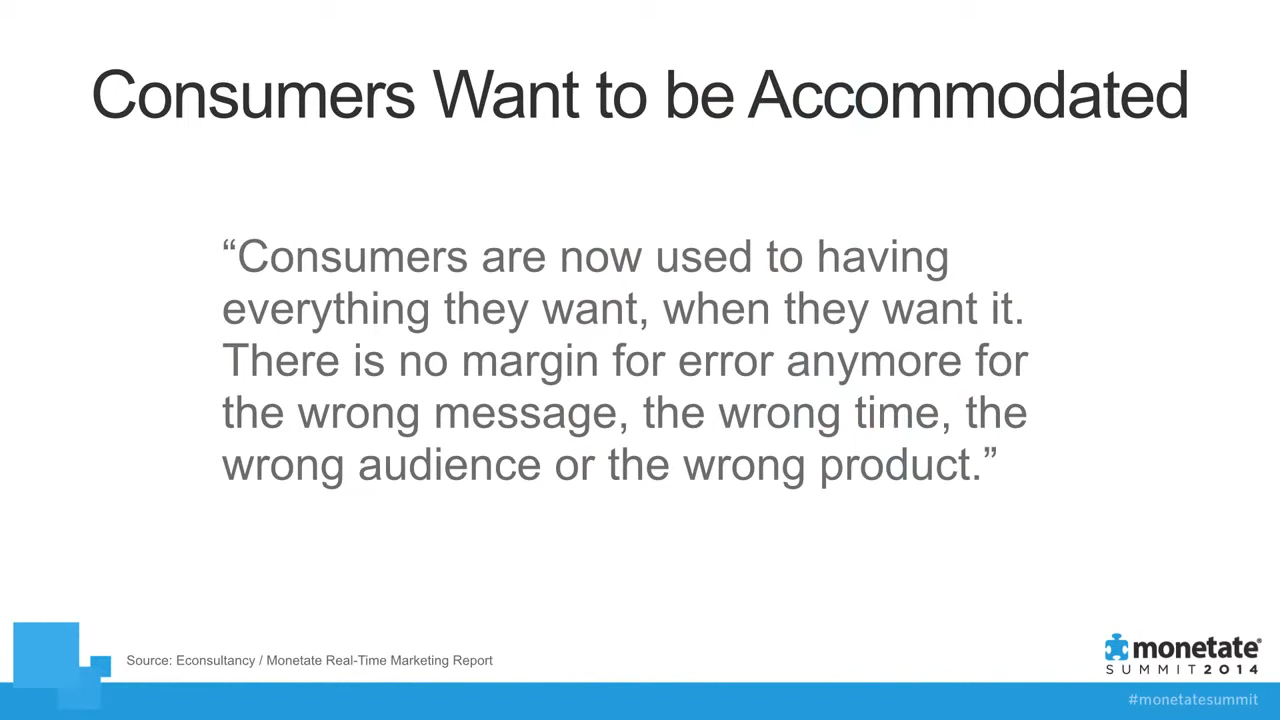 Consumers Want to be Accommodated
“Consumers are now used to having
everything they want, when they want it.
There is no margin for error anymore for
the wrong message, the wrong time, the
wrong audience or the wrong product.”
Source: Econsultancy / Monetate Real-Time Marketing Report
monetate®
SUMMIT2014
#monetatesummit